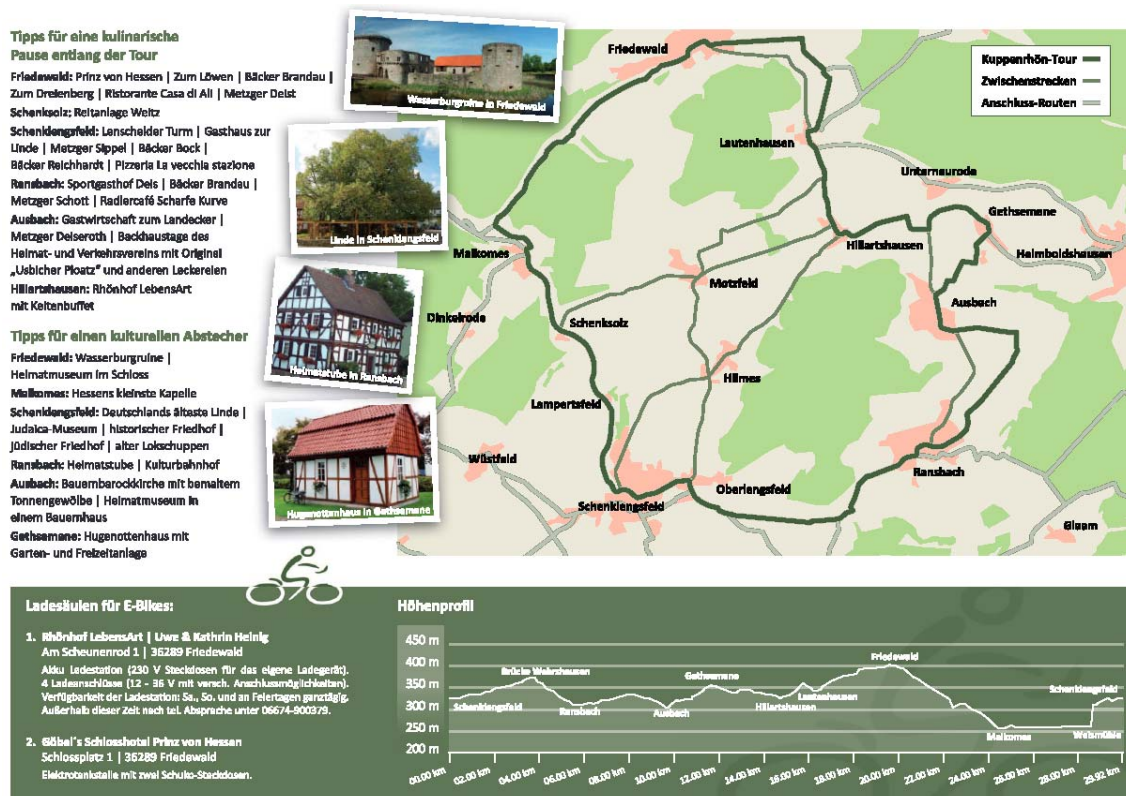 Tipps für eine kulinarische
Pause entlang der Tour
Friedewald: Prinz von Hessen | Zum Löwen | Bäcker Brandau |
Zum Dreienberg | Ristorante Casa di Ali | Metzger Deist
Schenksolz: Reitanlage Weitz
Schenklengsfeld: Lenscheider Turm | Gasthaus zur
Linde | Metzger Sippel | Bäcker Bock |
Bäcker Reichhardt | Pizzeria La vecchia stazione
Ransbach: Sportgasthof Deis | Bäcker Brandau |
Metzger Schott | Radlercafé Scharfe Kurve
Ausbach: Gastwirtschaft zum Landecker |
Metzger Deiseroth | Backhaustage des
Heimat- und Verkehrsvereins mit Original
„Usbicher Ploatz“ und anderen Leckereien
Hillartshausen: Rhönhof LebensArt
mit Keltenbuffet
Tipps für einen kulturellen Abstecher
Friedewald: Wasserburgruine |
Heimatmuseum im Schloss
Malkomes: Hessens kleinste Kapelle
Schenklengsfeld: Deutschlands älteste Linde |
Judaica-Museum | historischer Friedhof |
jüdischer Friedhof | alter Lokschuppen
Ransbach: Heimatstube | Kulturbahnhof
Ausbach: Bauernbarockkirche mit bemaltem
Tonnengewölbe | Heimatmuseum in
einem Bauernhaus
Gethsemane: Hugenottenhaus mit
Garten- und Freizeitanlage
Wasserburgruine in Friedewald
Linde in Schenklengsfeld
Heimatstube in Ransbach
Hugenottenhaus in Gethsemane
Friedewald
Kuppenrhön-Tour
Zwischenstrecken
Anschluss-Routen
Lautenhausen
Unterneurode
Gethsemane
Hillartshausen
Heimboldshausen
Malkomes
Motzfeld
Ausbach
Dinkelrode
Schenksolz
Hilmes
Lampertsfeld
Wüstfeld
Ransbach
Oberlengsfeld
Schenklengsfeld
Glaam
Ladesäulen für E-Bikes:
1. Rhönhof LebensArt | Uwe & Kathrin Heinig
Am Scheunenrod 1 | 36289 Friedewald
Akku Ladestation (230 V Steckdosen für das eigene Ladegerät).
4 Ladeanschlüsse (12 - 36 V mit versch. Anschlussmöglichkeiten).
Verfügbarkeit der Ladestation: Sa., So. und an Feiertagen ganztägig.
Außerhalb dieser Zeit nach tel. Absprache unter 06674-900379.
2. Göbel´s Schlosshotel Prinz von Hessen
Schlossplatz 1 | 36289 Friedewald
Elektrotankstelle mit zwei Schuko-Steckdosen.
Höhenprofil
450 m
400 m
350 m
300 m
250 m
200 m
Schenklengsfeld
Brücke Wehrshausen
Ransbach
Ausbach
Gethsemane
Hillartshausen
Lautenhausen
Friedewald
Malkomes
Schenklengsfeld
Weismühle
00.00 km
02.00 km
04.00 km
06.00 km
08.00 km
10.00 km
12.00 km
14.00 km
16.00 km
18.00 km
20.00 km
22.00 km
24.00 km
26.00 km
28.00 km
29.92 km